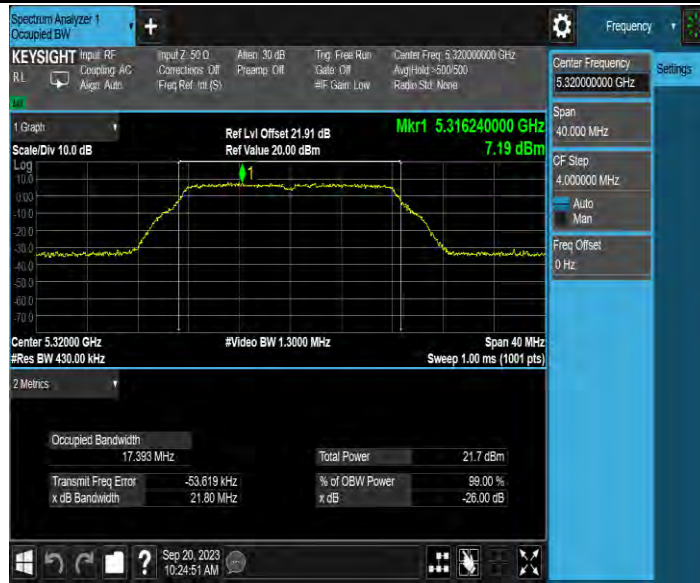 Spectrum Analyzer 1
Occupied BW
+
Frequency
KEYSIGHT
Input: RF
Coupling: AC
Align: Auto
RL
Input Z: 50 Ω
Corrections: Off
Freq Ref: Int (S)
Atten: 30 dB
Preamp: Off
Trig: Free Run
Gate: Off
#IF Gain: Low
Center Freq: 5.320000000 GHz
Avg|Hold:>500/500
Radio Std: None
Center Frequency
5.320000000 GHz
Settings
Span
40.000 MHz
CF Step
4.000000 MHz
Auto
Man
Freq Offset
0 Hz
1 Graph
Scale/Div 10.0 dB
Ref Lvl Offset 21.91 dB
Ref Value 20.00 dBm
Mkr1 5.316240000 GHz
7.19 dBm
Log
10.0
0.00
-10.0
-20.0
-30.0
-40.0
-50.0
-60.0
-70.0
1
Center 5.32000 GHz
#Res BW 430.00 kHz
#Video BW 1.3000 MHz
Span 40 MHz
Sweep 1.00 ms (1001 pts)
2 Metrics
Occupied Bandwidth
17.393 MHz
Total Power 21.7 dBm
Transmit Freq Error -53.619 kHz
% of OBW Power 99.00 %
x dB Bandwidth 21.80 MHz
x dB -26.00 dB
?
Sep 20, 2023
10:24:51 AM